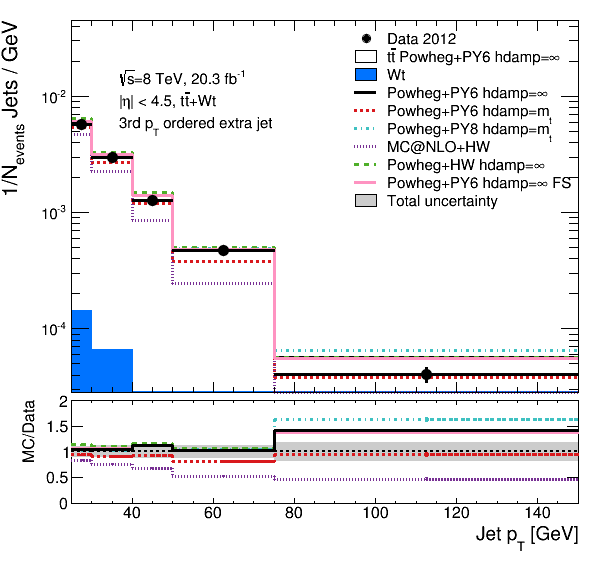 1/N_events Jets / GeV
10^-2
10^-3
10^-4
√s=8 TeV, 20.3 fb^-1
|η| < 4.5, tt̄+Wt
3rd p_T ordered extra jet
Data 2012
tt̄ Powheg+PY6 hdamp=∞
Wt
Powheg+PY6 hdamp=∞
Powheg+PY6 hdamp=m_t
Powheg+PY8 hdamp=m_t
MC@NLO+HW
Powheg+HW hdamp=∞
Powheg+PY6 hdamp=∞ FS
Total uncertainty
MC/Data
2
1.5
1
0.5
0
40 60 80 100 120 140
Jet p_T [GeV]